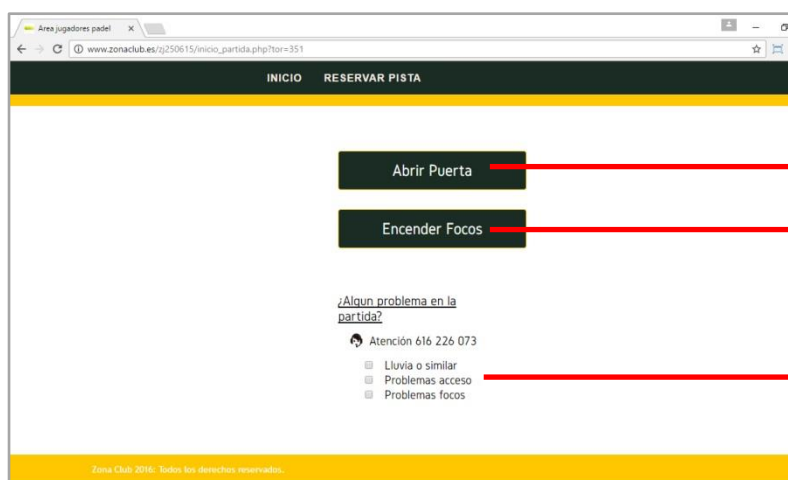 Area jugadores padel
www.zonaclub.es/zj250615/inicio_partida.php?tor=351
INICIO RESERVAR PISTA
Abrir Puerta
Encender Focos
¿Algun problema en la
partida?
Atención 616 226 073
Lluvia o similar
Problemas acceso
Problemas focos
Zona Club 2016: Todos los derechos reservados.